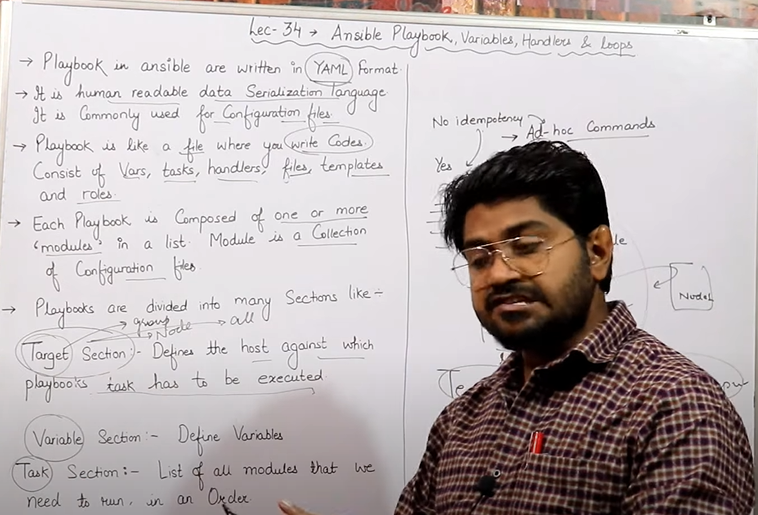 Lec-34 → Ansible Playbook, Variables, Handlers & loops
→ Playbook in ansible are written in YAML format.
→ It is human readable data Serialization language
It is Commonly used for Configuration files.
→ Playbook is like a file where you write Codes.
Consist of Vars, tasks, handlers, files, templates
and roles.
→ Each Playbook is Composed of one or more
'modules' in a list. Module is a Collection
of Configuration files.
→ Playbooks are divided into many Sections like ÷
group
Node
all
Target Section:- Defines the host against which
playbooks task has to be executed
Variable Section:- Define Variables
Task Section:- List of all modules that we
need to run, in an Order.
No idempotency
→ Ad-hoc Commands
Yes
Node